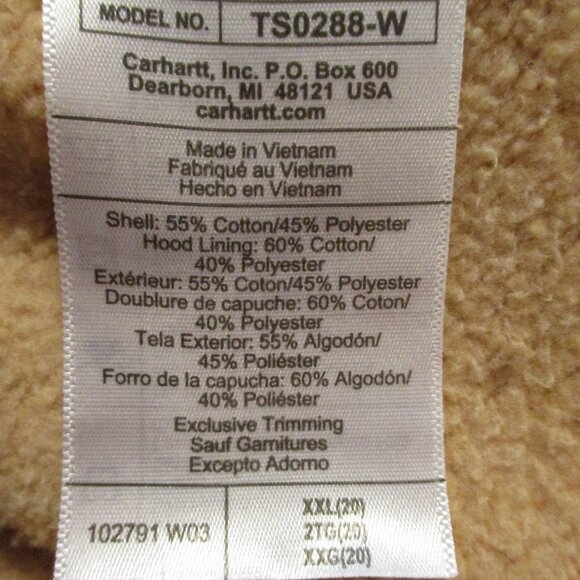 MODEL NO. TS0288-W
Carhartt, Inc. P.O. Box 600
Dearborn, MI 48121 USA
carhartt.com
Made in Vietnam
Fabriqué au Vietnam
Hecho en Vietnam
Shell: 55% Cotton/45% Polyester
Hood Lining: 60% Cotton/
40% Polyester
Extérieur: 55% Coton/45% Polyester
Doublure de capuche: 60% Coton/
40% Polyester
Tela Exterior: 55% Algodón/
45% Poliéster
Forro de la capucha: 60% Algodón/
40% Poliéster
Exclusive Trimming
Sauf Garnitures
Excepto Adorno
102791 W03
XXL(20)
2TG(20)
XXG(20)